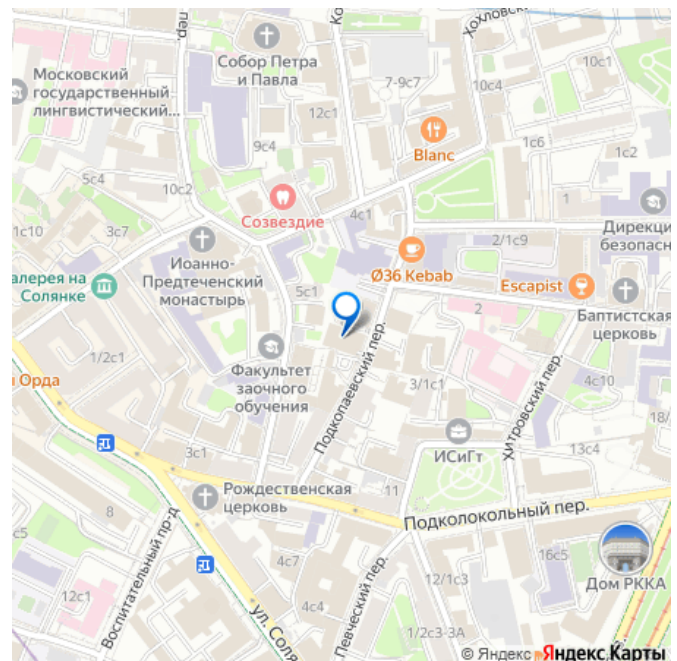 пер.
Хохловск
Собор Петра
и Павла
10с1
Московский
государственный
лингвистический...
7-9с7
10с4
12с1
1с6
9с4
Blanc
1с2
5с4
10с2
Созвездие
4с1
1
1с10
3с7
2/1с9
Дирекци
безопасн
Иоанно-
Предтеченский
монастырь
Ø36 Kebab
алерея на
Солянке
Escapist
5с1
2
Баптистская
церковь
1/2с1
Факультет
заочного
обучения
Подкопаевский пер.
Хитровский пер.
3/1с1
4с10
и Орда
18/
ИСиГт
13с4
3с1
Рождественская
церковь
11
8
Подколокольный пер.
с5
Воспитательный пр-д
4с7
16с5
12/1с3
Дом РККА
12с1
ул. Соля
4с4
Певческий пер.
1/2с3-3А
© Яндекс
Яндекс Карты